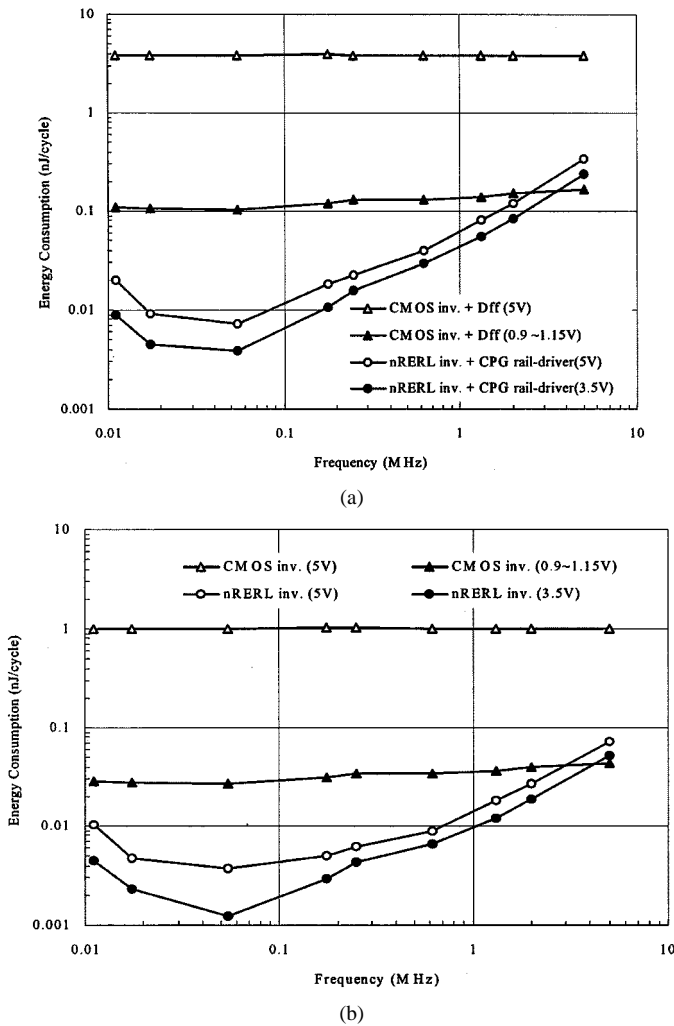 10
1
0.1
0.01
0.001
Energy Consumption (nJ/cycle)
CMOS inv. + Dff (5V)
CMOS inv. + Dff (0.9 ~1.15V)
nRERL inv. + CPG rail-driver(5V)
nRERL inv. + CPG rail-driver(3.5V)
0.01 0.1 1 10
Frequency (MHz)
(a)
10
1
0.1
0.01
0.001
Energy Consumption (nJ/cycle)
CMOS inv. (5V) CMOS inv. (0.9~1.15V)
nRERL inv. (5V) nRERL inv. (3.5V)
0.01 0.1 1 10
Frequency (MHz)
(b)